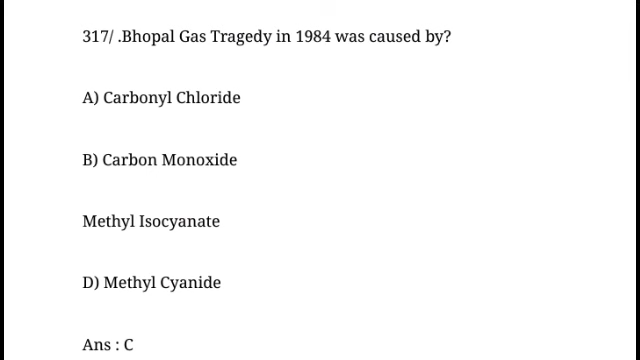 317/ .Bhopal Gas Tragedy in 1984 was caused by?
A) Carbonyl Chloride
B) Carbon Monoxide
Methyl Isocyanate
D) Methyl Cyanide
Ans : C